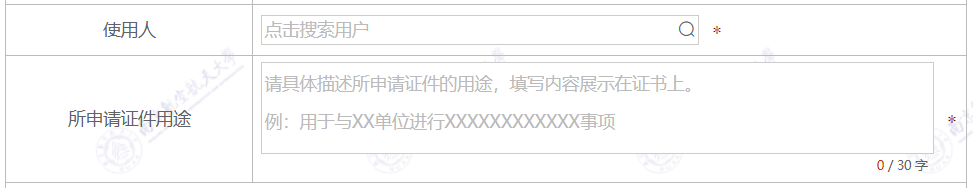 使用人
点击搜索用户
*
所申请证件用途
请具体描述所申请证件的用途，填写内容展示在证书上。
例：用于与XX单位进行XXXXXXXXXXXX事项
*
0 / 30 字